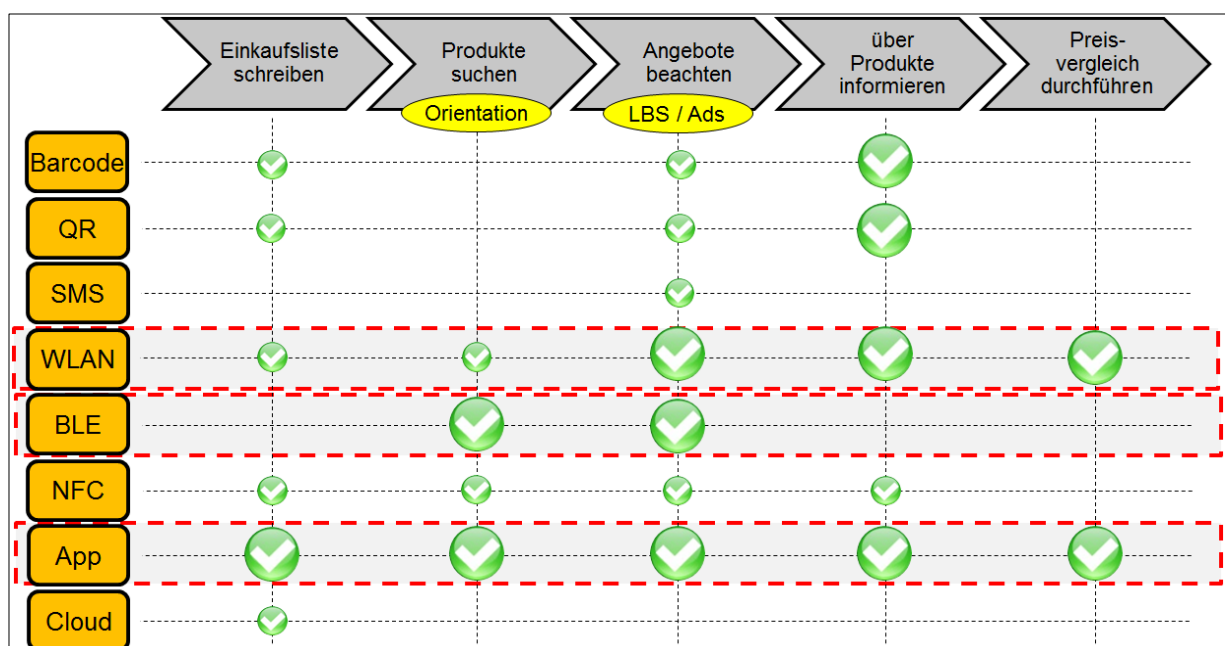 Einkaufsliste
schreiben
Produkte
suchen
Angebote
beachten
über
Produkte
informieren
Preis-
vergleich
durchführen
Orientation
LBS / Ads
Barcode
QR
SMS
WLAN
BLE
NFC
App
Cloud